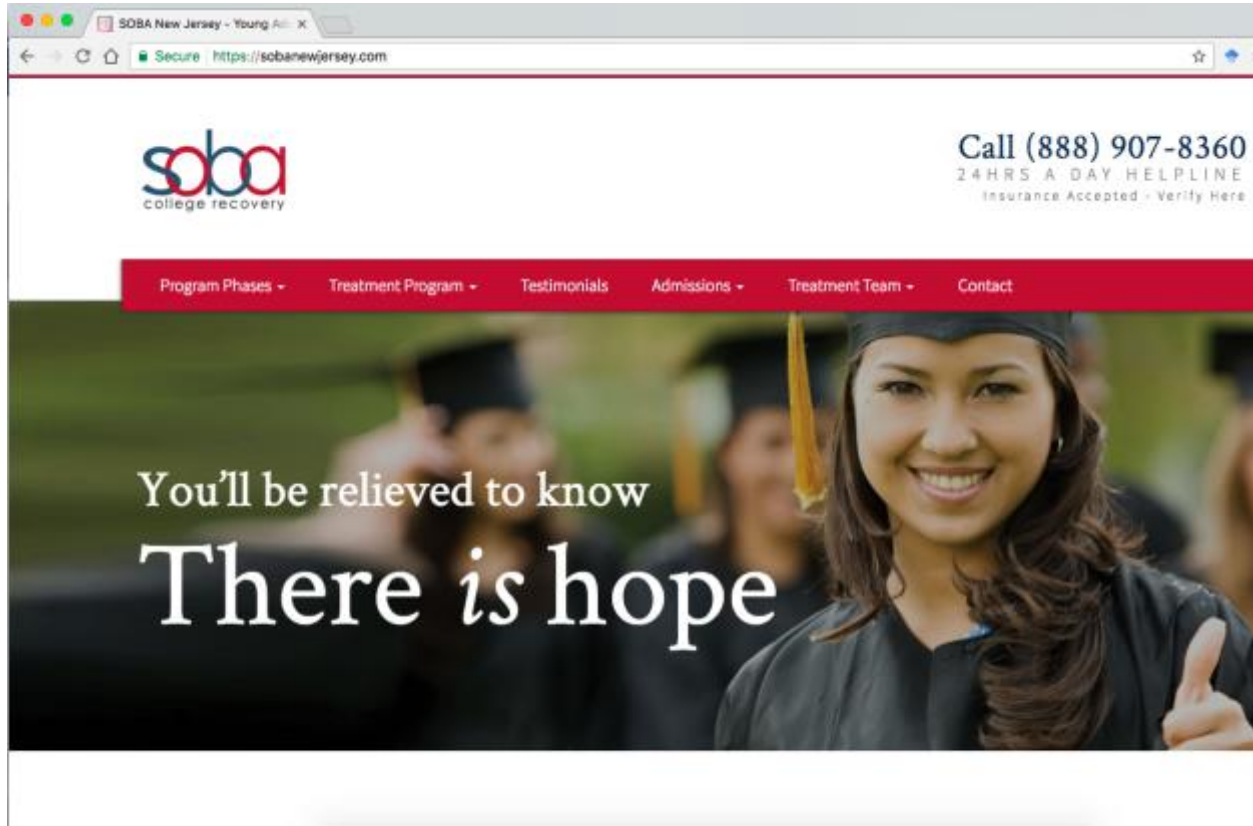 SOBA New Jersey - Young Ad
Secure https://sobanewjersey.com
soba
college recovery
Call (888) 907-8360
24HRS A DAY HELPLINE
Insurance Accepted - Verify Here
Program Phases Treatment Program Testimonials Admissions Treatment Team Contact
You'll be relieved to know
There is hope